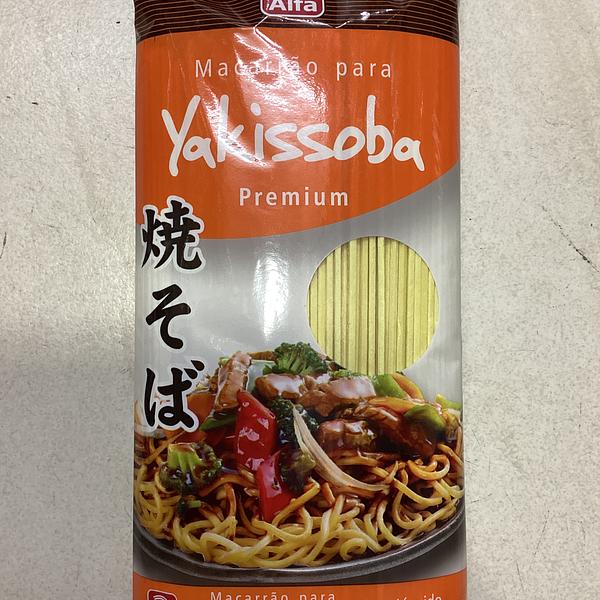 Alfa
Macarrão para
Yakissoba
Premium
焼そば
Macarrão para